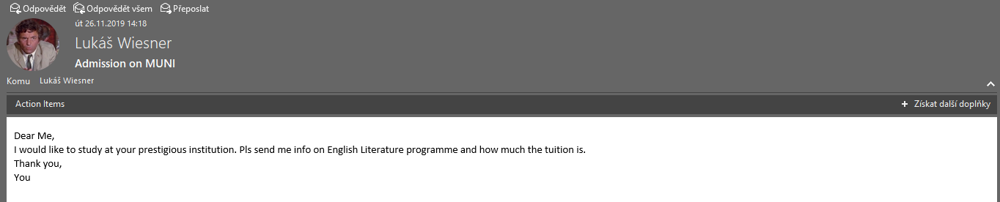 Odpovědět Odpovědět všem Přeposlat
út 26.11.2019 14:18
Lukáš Wiesner
Admission on MUNI
Komu Lukáš Wiesner
Action Items + Získat další doplňky
Dear Me,
I would like to study at your prestigious institution. Pls send me info on English Literature programme and how much the tuition is.
Thank you,
You